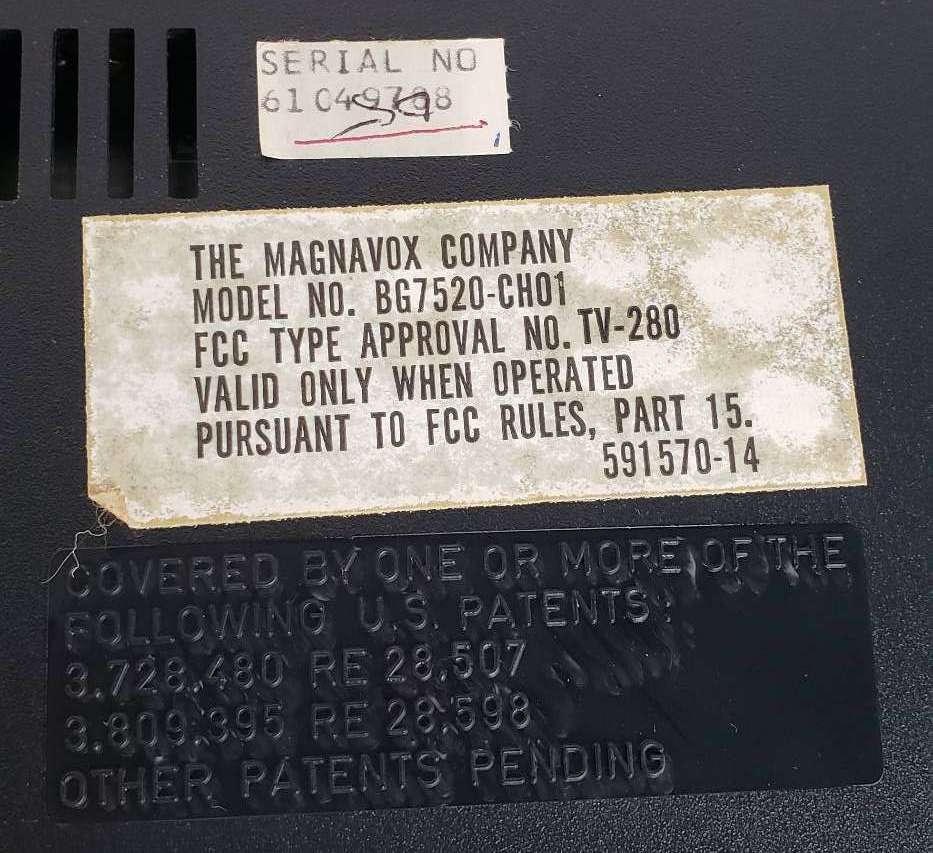 SERIAL NO
THE MAGNAVOX COMPANY
MODEL NO. BG7520-CH01
FCC TYPE APPROVAL NO. TV-280
VALID ONLY WHEN OPERATED
PURSUANT TO FCC RULES, PART 15.
591570-14
COVERED BY ONE OR MORE OF THE
FOLLOWING U.S. PATENTS:
3,728,480 RE 28,507
3,809,395 RE 28,598
OTHER PATENTS PENDING